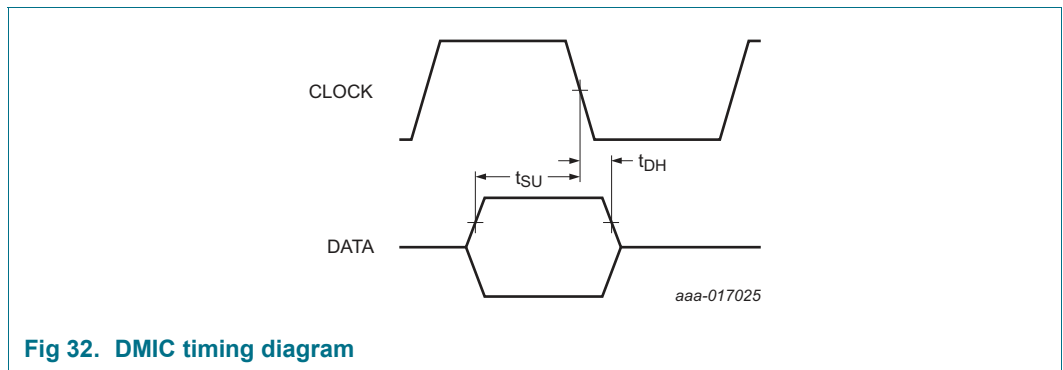 CLOCK
tDH
tSU
DATA
aaa-017025
Fig 32. DMIC timing diagram